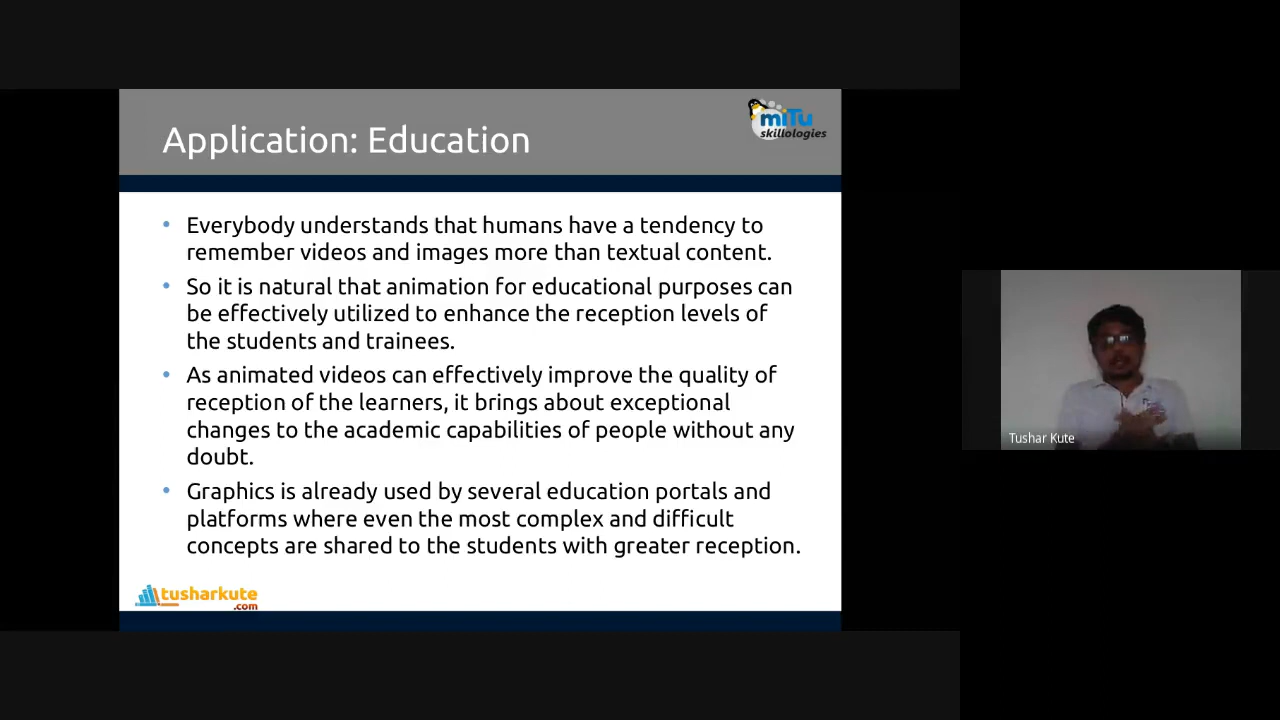 Application: Education
miTu
skillologies
Everybody understands that humans have a tendency to
remember videos and images more than textual content.
So it is natural that animation for educational purposes can
be effectively utilized to enhance the reception levels of
the students and trainees.
As animated videos can effectively improve the quality of
reception of the learners, it brings about exceptional
changes to the academic capabilities of people without any
doubt.
Graphics is already used by several education portals and
platforms where even the most complex and difficult
concepts are shared to the students with greater reception.
tusharkute
.com
Tushar Kute